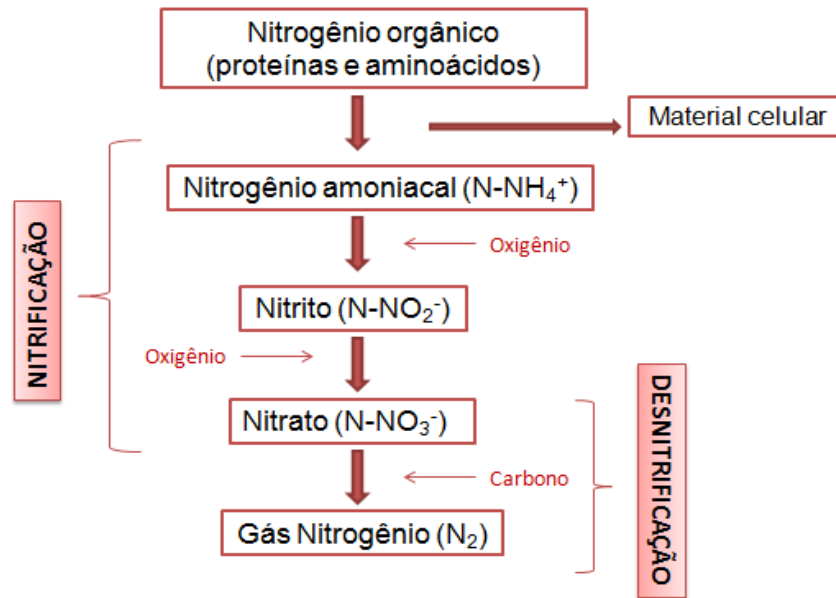 Nitrogênio orgânico
(proteínas e aminoácidos)
Material celular
Nitrogênio amoniacal (N-NH₄⁺)
Oxigênio
NITRIFICAÇÃO
Nitrito (N-NO₂⁻)
Oxigênio
Nitrato (N-NO₃⁻)
DESNITRIFICAÇÃO
Carbono
Gás Nitrogênio (N₂)